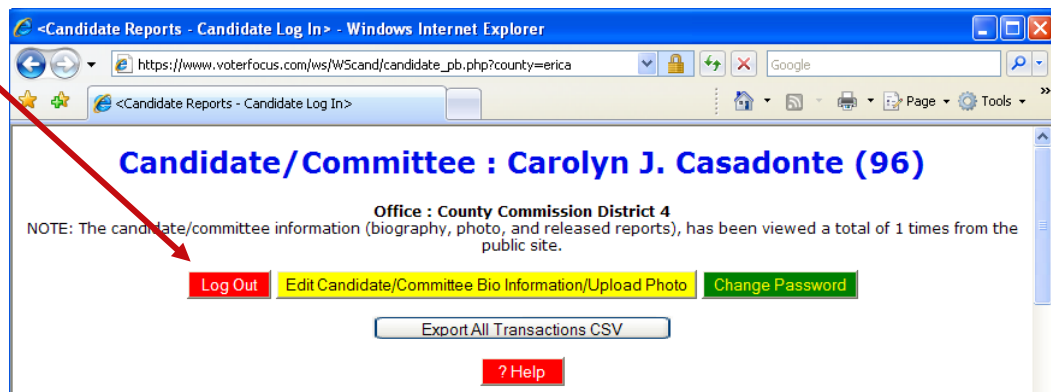 <Candidate Reports - Candidate Log In> - Windows Internet Explorer
https://www.voterfocus.com/ws/WScand/candidate_pb.php?county=erica
Google
<Candidate Reports - Candidate Log In>
Page
Tools
»
Candidate/Committee : Carolyn J. Casadonte (96)
Office : County Commission District 4
NOTE: The candidate/committee information (biography, photo, and released reports), has been viewed a total of 1 times from the
public site.
Log Out
Edit Candidate/Committee Bio Information/Upload Photo
Change Password
Export All Transactions CSV
? Help